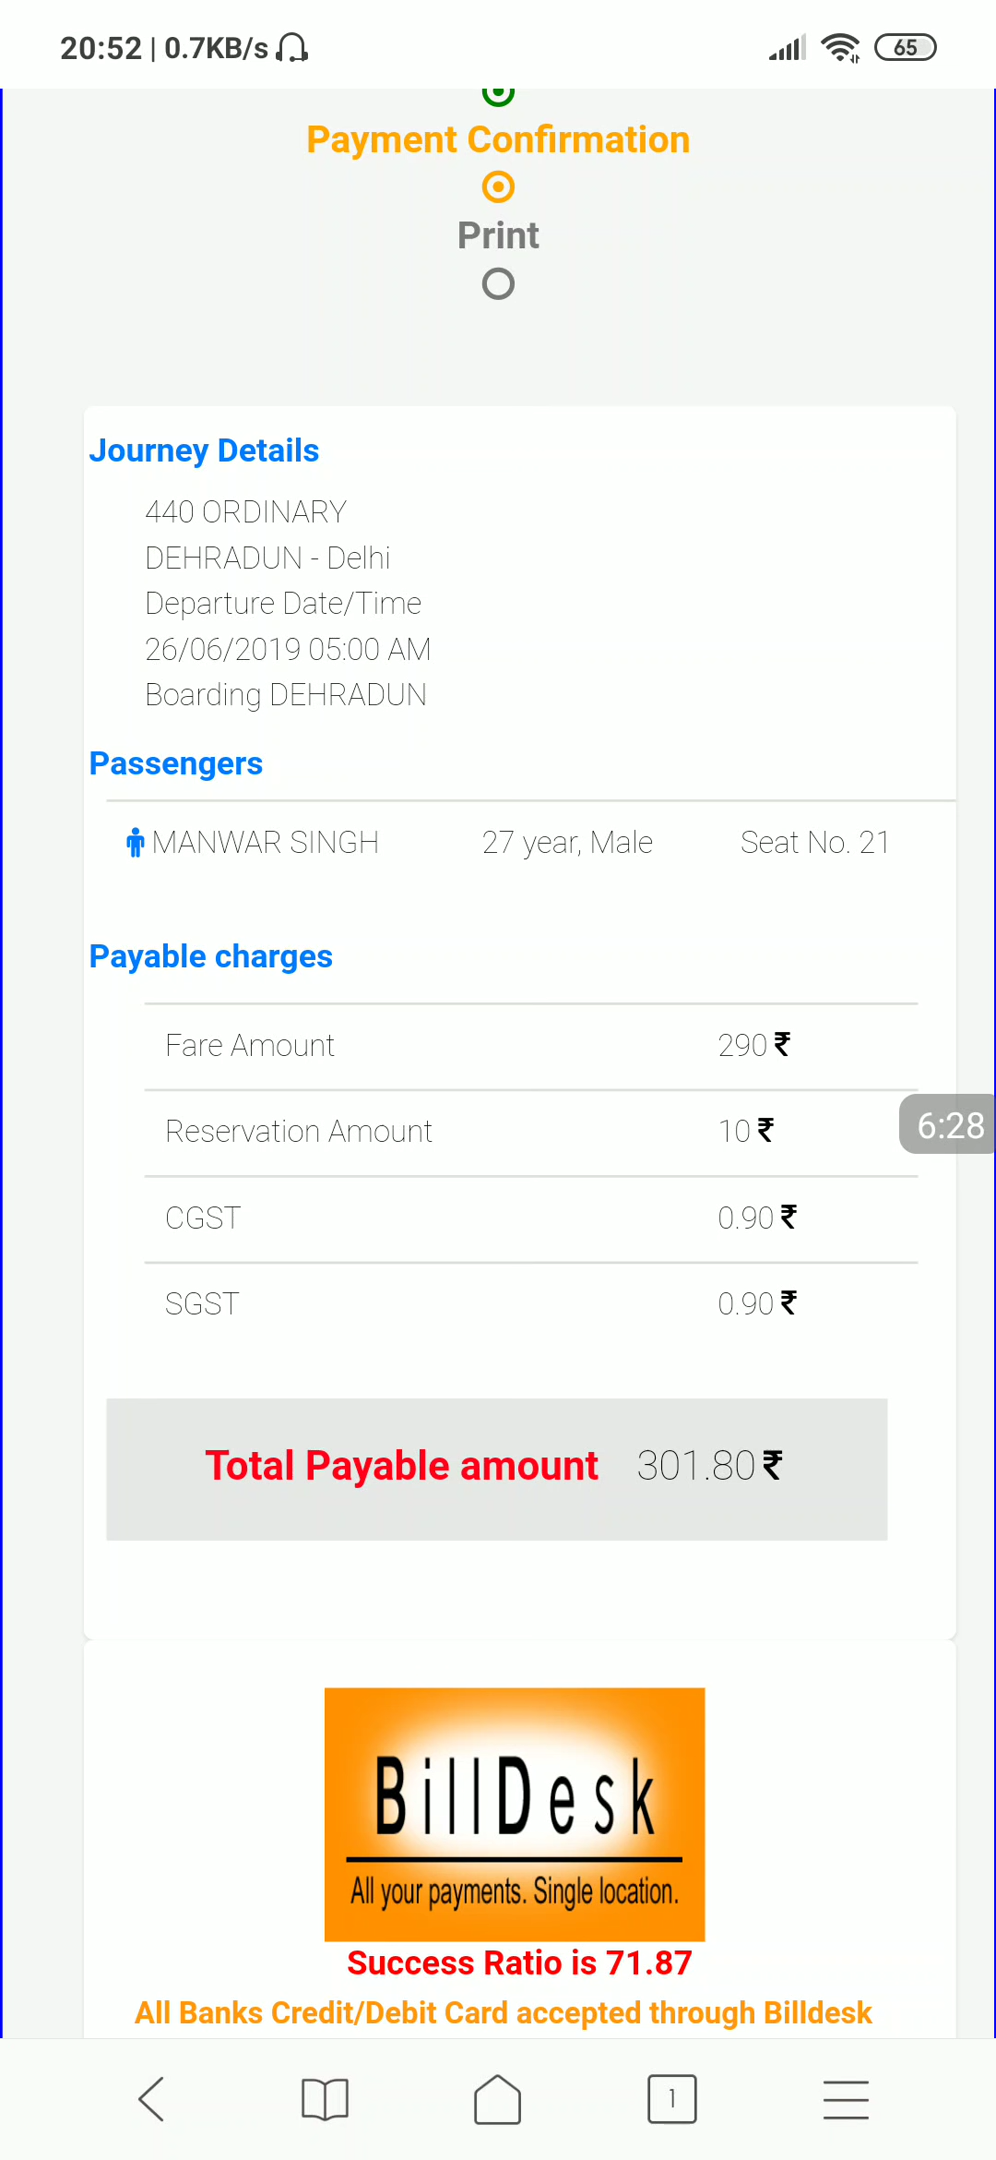 20:52 | 0.7KB/s
65
Payment Confirmation
Print
Journey Details
440 ORDINARY
DEHRADUN - Delhi
Departure Date/Time
26/06/2019 05:00 AM
Boarding DEHRADUN
Passengers
MANWAR SINGH 27 year, Male Seat No. 21
Payable charges
Fare Amount 290 ₹
Reservation Amount 10 ₹
6:28
CGST 0.90 ₹
SGST 0.90 ₹
Total Payable amount 301.80 ₹
BillDesk
All your payments. Single location.
Success Ratio is 71.87
All Banks Credit/Debit Card accepted through Billdesk
1